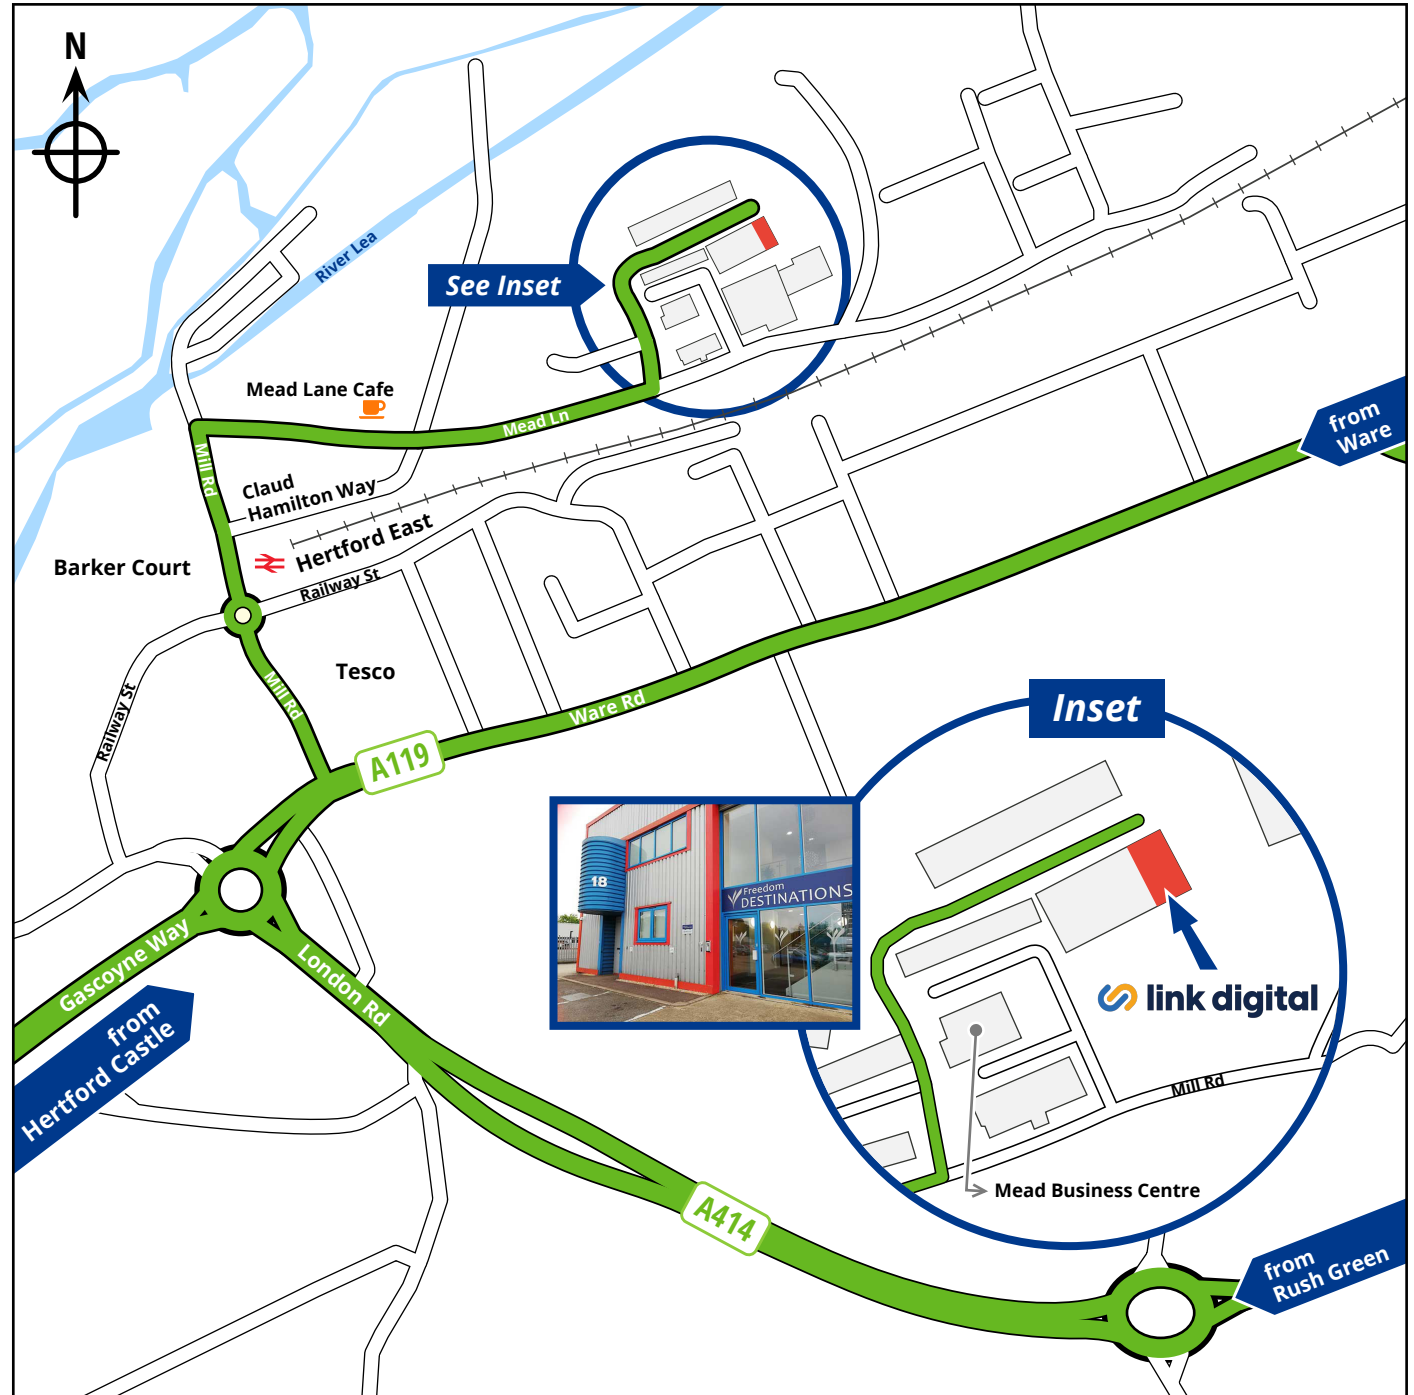 N
River Lea
See Inset
Mead Lane Cafe
Mead Ln
from
Ware
Mill Rd
Claud
Hamilton Way
Hertford East
Railway St
Barker Court
Tesco
Mill Rd
Railway St
Ware Rd
A119
Inset
18
Freedom
DESTINATIONS
link digital
Gascoyne Way
London Rd
from
Hertford Castle
Mill Rd
Mead Business Centre
A414
from
Rush Green